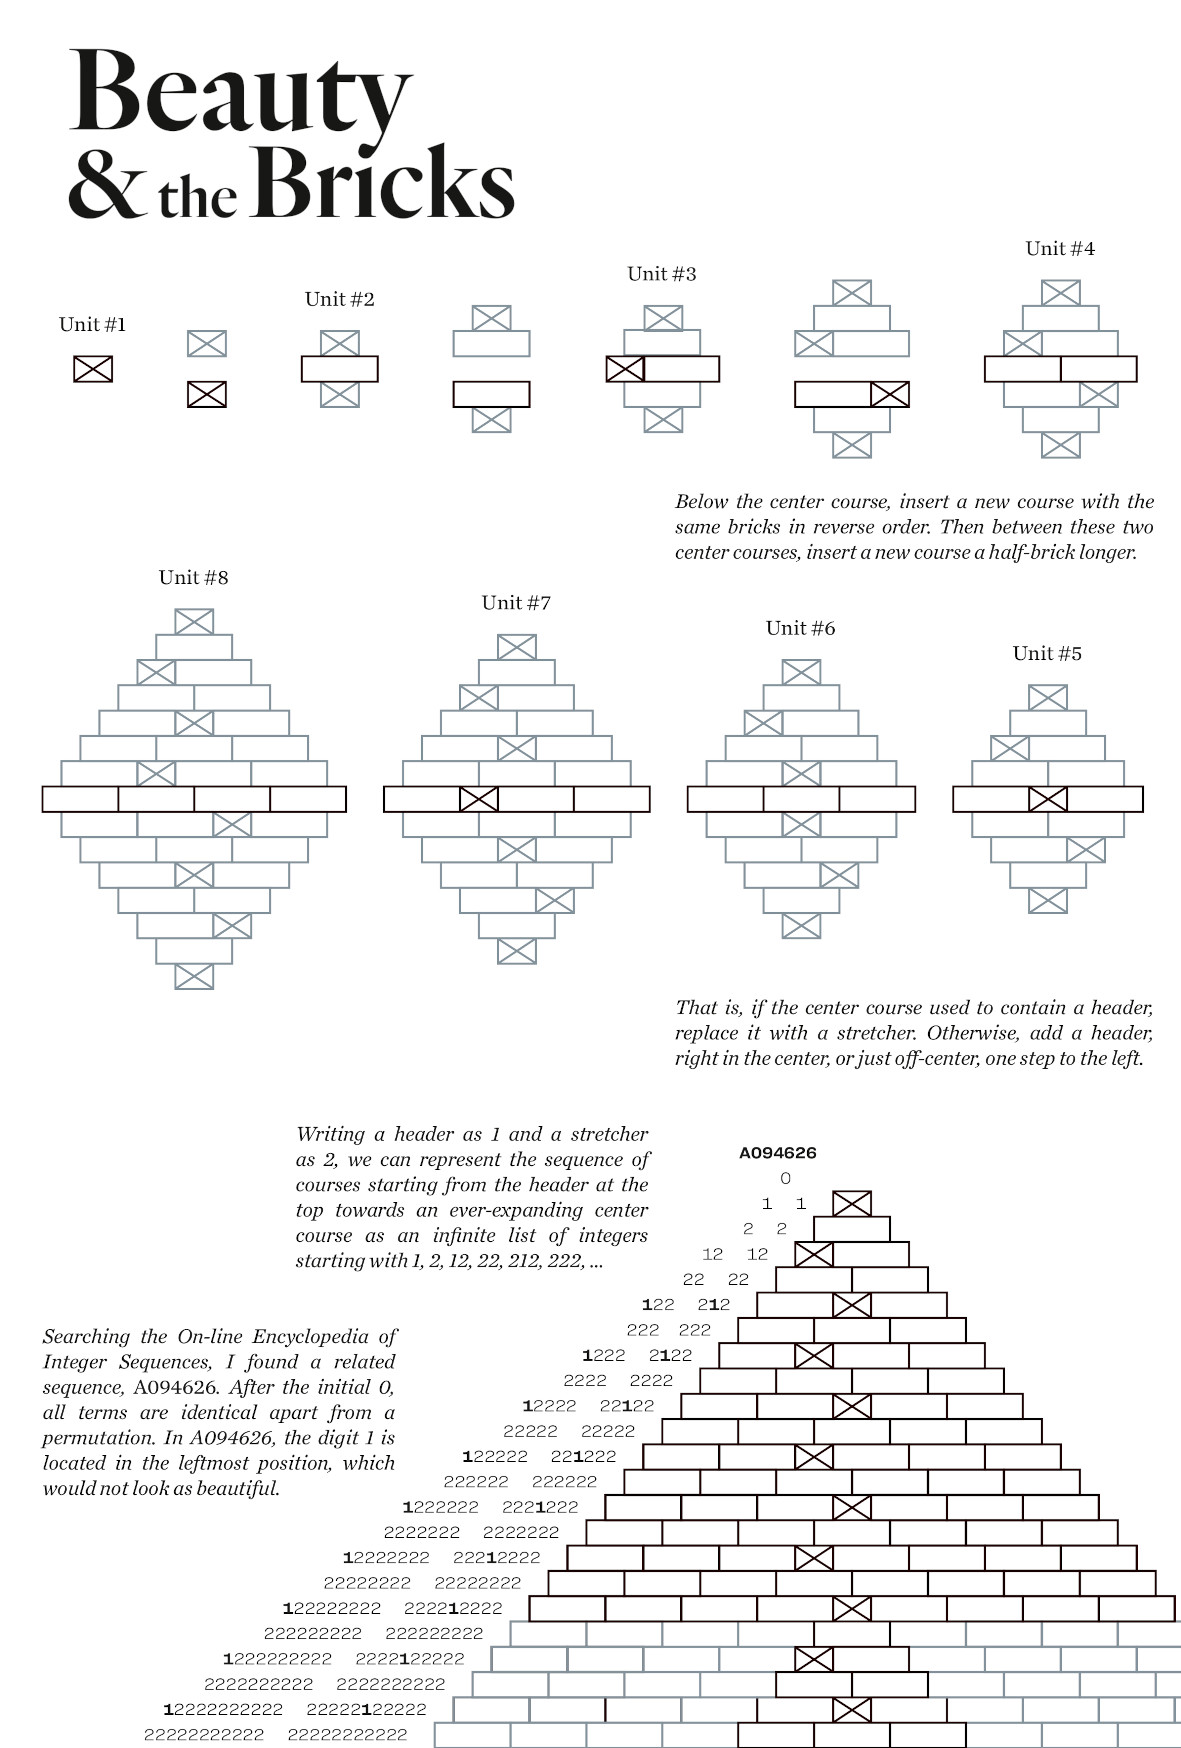 Beauty
& the Bricks
Unit #4
Unit #3
Unit #2
Unit #1
Below the center course, insert a new course with the
same bricks in reverse order. Then between these two
center courses, insert a new course a half-brick longer.
Unit #8
Unit #7
Unit #6
Unit #5
That is, if the center course used to contain a header,
replace it with a stretcher. Otherwise, add a header,
right in the center, or just off-center, one step to the left.
Writing a header as 1 and a stretcher
as 2, we can represent the sequence of
courses starting from the header at the
top towards an ever-expanding center
course as an infinite list of integers
starting with 1, 2, 12, 22, 212, 222, ...
Searching the On-line Encyclopedia of
Integer Sequences, I found a related
sequence, A094626. After the initial 0,
all terms are identical apart from a
permutation. In A094626, the digit 1 is
located in the leftmost position, which
would not look as beautiful.
A094626
0
1 1
2 2
12 12
22 22
122 212
222 222
1222 2122
2222 2222
12222 22122
22222 22222
122222 221222
222222 222222
1222222 2221222
2222222 2222222
12222222 22212222
22222222 22222222
122222222 222212222
222222222 222222222
1222222222 2222122222
2222222222 2222222222
12222222222 22222122222
22222222222 22222222222